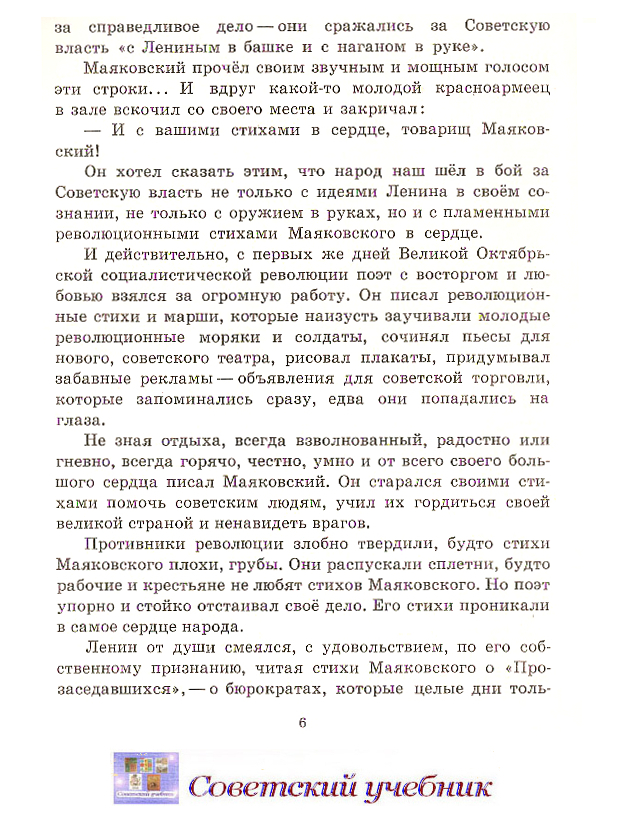 за справедливое дело — они сражались за Советскую
власть «с Лениным в башке и с наганом в руке».
Маяковский прочёл своим звучным и мощным голосом
эти строки... И вдруг какой-то молодой красноармеец
в зале вскочил со своего места и закричал:
— И с вашими стихами в сердце, товарищ Маяков-
ский!
Он хотел сказать этим, что народ наш шёл в бой за
Советскую власть не только с идеями Ленина в своём со-
знании, не только с оружием в руках, но и с пламенными
революционными стихами Маяковского в сердце.
И действительно, с первых же дней Великой Октябрь-
ской социалистической революции поэт с восторгом и лю-
бовью взялся за огромную работу. Он писал революцион-
ные стихи и марши, которые наизусть заучивали молодые
революционные моряки и солдаты, сочинял пьесы для
нового, советского театра, рисовал плакаты, придумывал
забавные рекламы — объявления для советской торговли,
которые запоминались сразу, едва они попадались на
глаза.
Не зная отдыха, всегда взволнованный, радостно или
гневно, всегда горячо, честно, умно и от всего своего боль-
шого сердца писал Маяковский. Он старался своими сти-
хами помочь советским людям, учил их гордиться своей
великой страной и ненавидеть врагов.
Противники революции злобно твердили, будто стихи
Маяковского плохи, грубы. Они распускали сплетни, будто
рабочие и крестьяне не любят стихов Маяковского. Но поэт
упорно и стойко отстаивал своё дело. Его стихи проникали
в самое сердце народа.
Ленин от души смеялся, с удовольствием, по его соб-
ственному признанию, читая стихи Маяковского о «Про-
заседавшихся», — о бюрократах, которые целые дни толь-
6
Советский учебник
Советский учебник